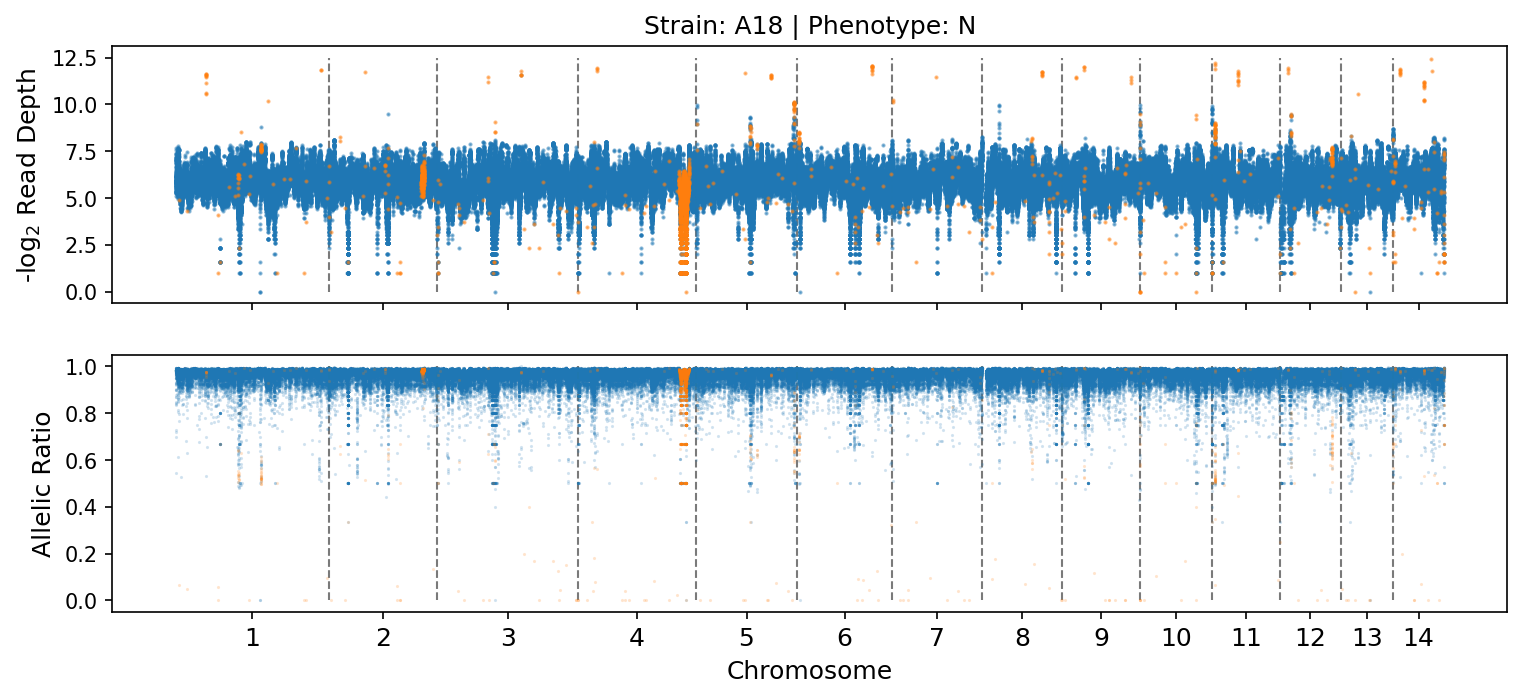 Strain: A18 | Phenotype: N
-log₂ Read Depth
12.5
10.0
7.5
5.0
2.5
0.0
Allelic Ratio
1.0
0.8
0.6
0.4
0.2
0.0
1 2 3 4 5 6 7 8 9 10 11 12 13 14
Chromosome